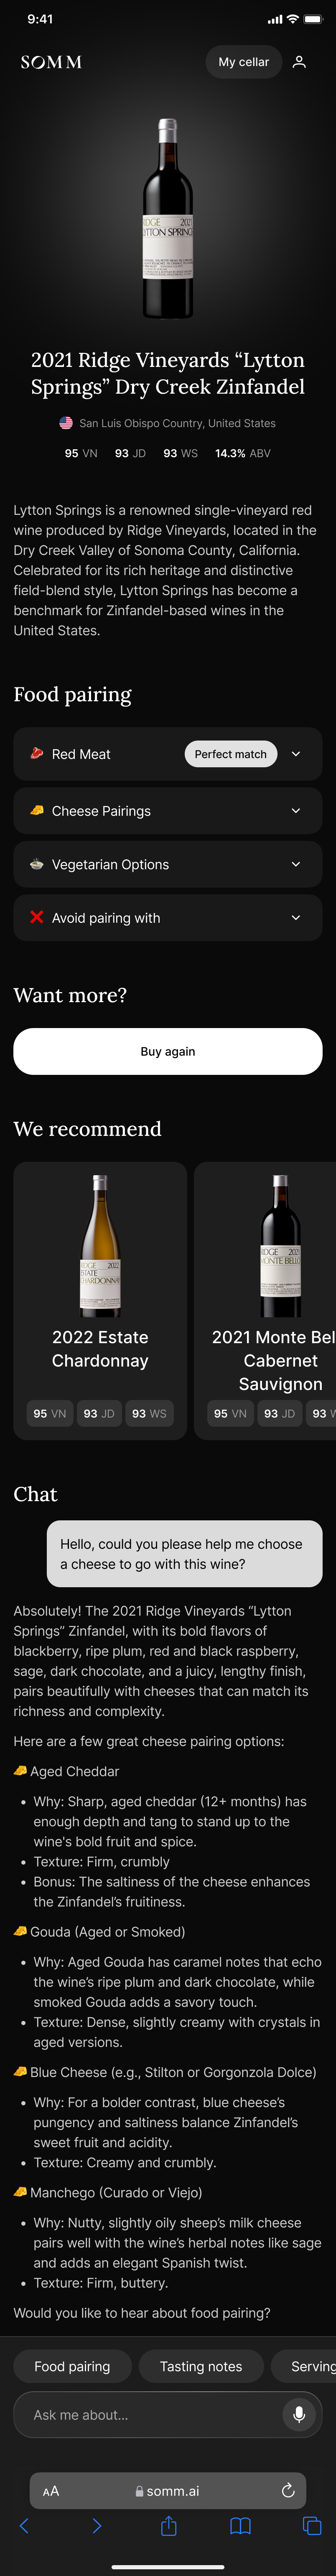 9:41
SOMM
My cellar
RIDGE 2021
LYTTON SPRINGS
2021 Ridge Vineyards “Lytton
Springs” Dry Creek Zinfandel
San Luis Obispo Country, United States
95 VN 93 JD 93 WS 14.3% ABV
Lytton Springs is a renowned single-vineyard red
wine produced by Ridge Vineyards, located in the
Dry Creek Valley of Sonoma County, California.
Celebrated for its rich heritage and distinctive
field-blend style, Lytton Springs has become a
benchmark for Zinfandel-based wines in the
United States.
Food pairing
Red Meat Perfect match
Cheese Pairings
Vegetarian Options
Avoid pairing with
Want more?
Buy again
We recommend
RIDGE 2022
ESTATE
CHARDONNAY
2022 Estate
Chardonnay
95 VN 93 JD 93 WS
RIDGE 2021
MONTE BELLO
2021 Monte Bel
Cabernet
Sauvignon
95 VN 93 JD 93 W
Chat
Hello, could you please help me choose
a cheese to go with this wine?
Absolutely! The 2021 Ridge Vineyards “Lytton
Springs” Zinfandel, with its bold flavors of
blackberry, ripe plum, red and black raspberry,
sage, dark chocolate, and a juicy, lengthy finish,
pairs beautifully with cheeses that can match its
richness and complexity.
Here are a few great cheese pairing options:
🧀 Aged Cheddar
• Why: Sharp, aged cheddar (12+ months) has
enough depth and tang to stand up to the
wine's bold fruit and spice.
• Texture: Firm, crumbly
• Bonus: The saltiness of the cheese enhances
the Zinfandel’s fruitiness.
🧀 Gouda (Aged or Smoked)
• Why: Aged Gouda has caramel notes that echo
the wine’s ripe plum and dark chocolate, while
smoked Gouda adds a savory touch.
• Texture: Dense, slightly creamy with crystals in
aged versions.
🧀 Blue Cheese (e.g., Stilton or Gorgonzola Dolce)
• Why: For a bolder contrast, blue cheese’s
pungency and saltiness balance Zinfandel’s
sweet fruit and acidity.
• Texture: Creamy and crumbly.
🧀 Manchego (Curado or Viejo)
• Why: Nutty, slightly oily sheep’s milk cheese
pairs well with the wine’s herbal notes like sage
and adds an elegant Spanish twist.
• Texture: Firm, buttery.
Would you like to hear about food pairing?
Food pairing Tasting notes Serving
Ask me about...
AA somm.ai